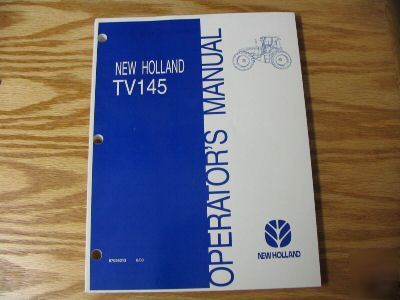 NEW HOLLAND
TV145
OPERATOR'S MANUAL
NEW HOLLAND